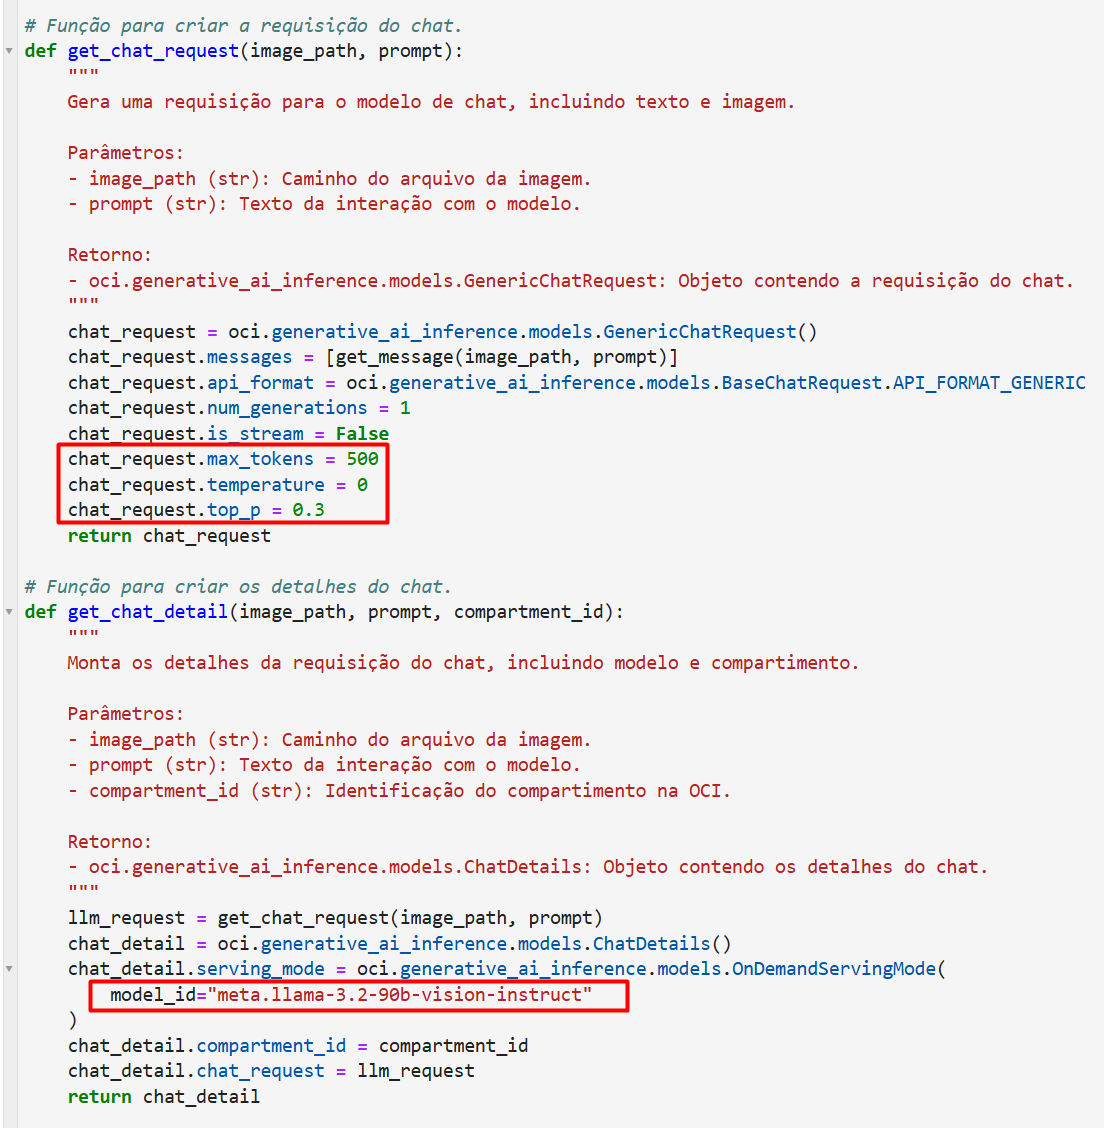 # Função para criar a requisição do chat.
def get_chat_request(image_path, prompt):
    """
    Gera uma requisição para o modelo de chat, incluindo texto e imagem.

    Parâmetros:
    - image_path (str): Caminho do arquivo da imagem.
    - prompt (str): Texto da interação com o modelo.

    Retorno:
    - oci.generative_ai_inference.models.GenericChatRequest: Objeto contendo a requisição do chat.
    """
    chat_request = oci.generative_ai_inference.models.GenericChatRequest()
    chat_request.messages = [get_message(image_path, prompt)]
    chat_request.api_format = oci.generative_ai_inference.models.BaseChatRequest.API_FORMAT_GENERIC
    chat_request.num_generations = 1
    chat_request.is_stream = False
    chat_request.max_tokens = 500
    chat_request.temperature = 0
    chat_request.top_p = 0.3
    return chat_request

# Função para criar os detalhes do chat.
def get_chat_detail(image_path, prompt, compartment_id):
    """
    Monta os detalhes da requisição do chat, incluindo modelo e compartimento.

    Parâmetros:
    - image_path (str): Caminho do arquivo da imagem.
    - prompt (str): Texto da interação com o modelo.
    - compartment_id (str): Identificação do compartimento na OCI.

    Retorno:
    - oci.generative_ai_inference.models.ChatDetails: Objeto contendo os detalhes do chat.
    """
    llm_request = get_chat_request(image_path, prompt)
    chat_detail = oci.generative_ai_inference.models.ChatDetails()
    chat_detail.serving_mode = oci.generative_ai_inference.models.OnDemandServingMode(
        model_id="meta.llama-3.2-90b-vision-instruct"
    )
    chat_detail.compartment_id = compartment_id
    chat_detail.chat_request = llm_request
    return chat_detail